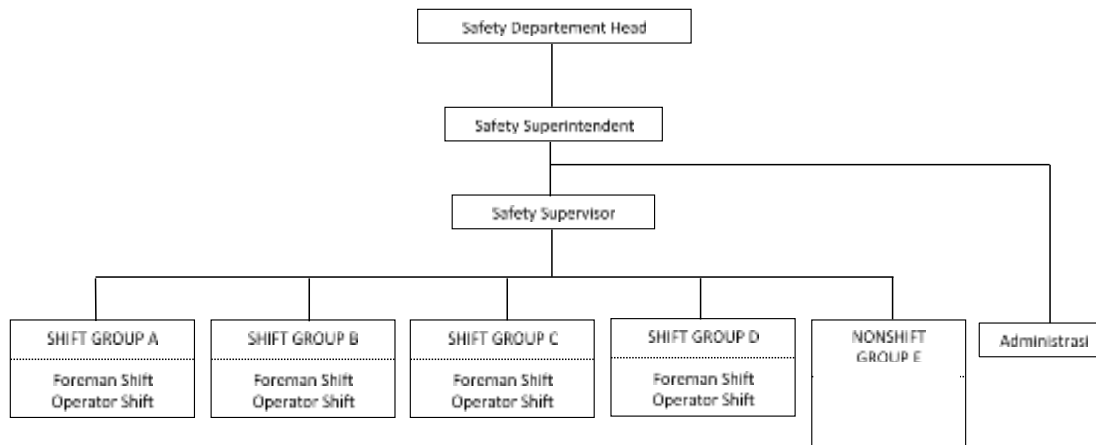 Safety Departement Head
Safety Superintendent
Safety Supervisor
SHIFT GROUP A
Foreman Shift
Operator Shift
SHIFT GROUP B
Foreman Shift
Operator Shift
SHIFT GROUP C
Foreman Shift
Operator Shift
SHIFT GROUP D
Foreman Shift
Operator Shift
NONSHIFT
GROUP E
Administrasi